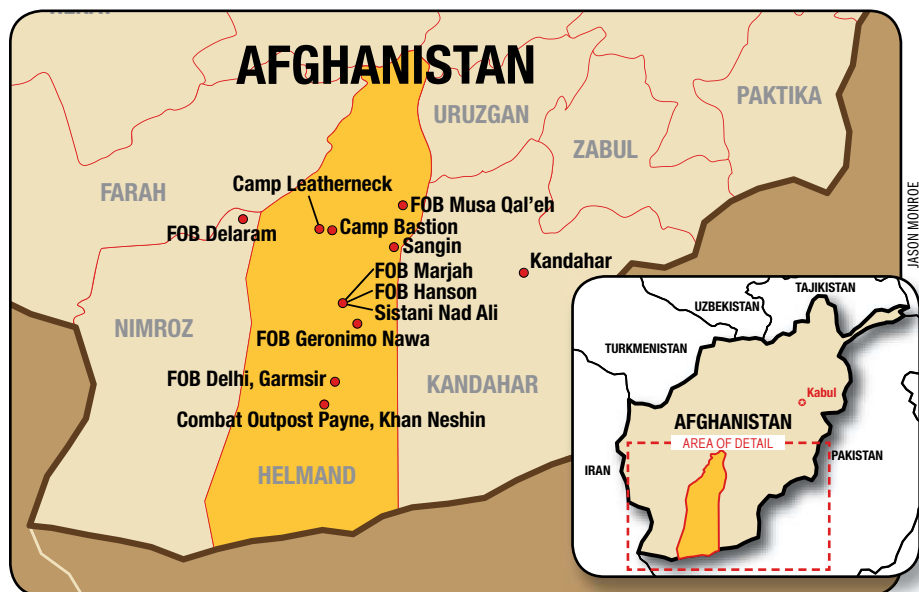 AFGHANISTAN
URUZGAN
PAKTIKA
ZABUL
FARAH
Camp Leatherneck
FOB Musa Qal'eh
FOB Delaram
Camp Bastion
Sangin
Kandahar
FOB Marjah
FOB Hanson
Sistani Nad Ali
NIMROZ
FOB Geronimo Nawa
FOB Delhi, Garmsir
KANDAHAR
Combat Outpost Payne, Khan Neshin
HELMAND
JASON MONROE
TAJIKISTAN
UZBEKISTAN
TURKMENISTAN
Kabul
AFGHANISTAN
AREA OF DETAIL
IRAN
PAKISTAN